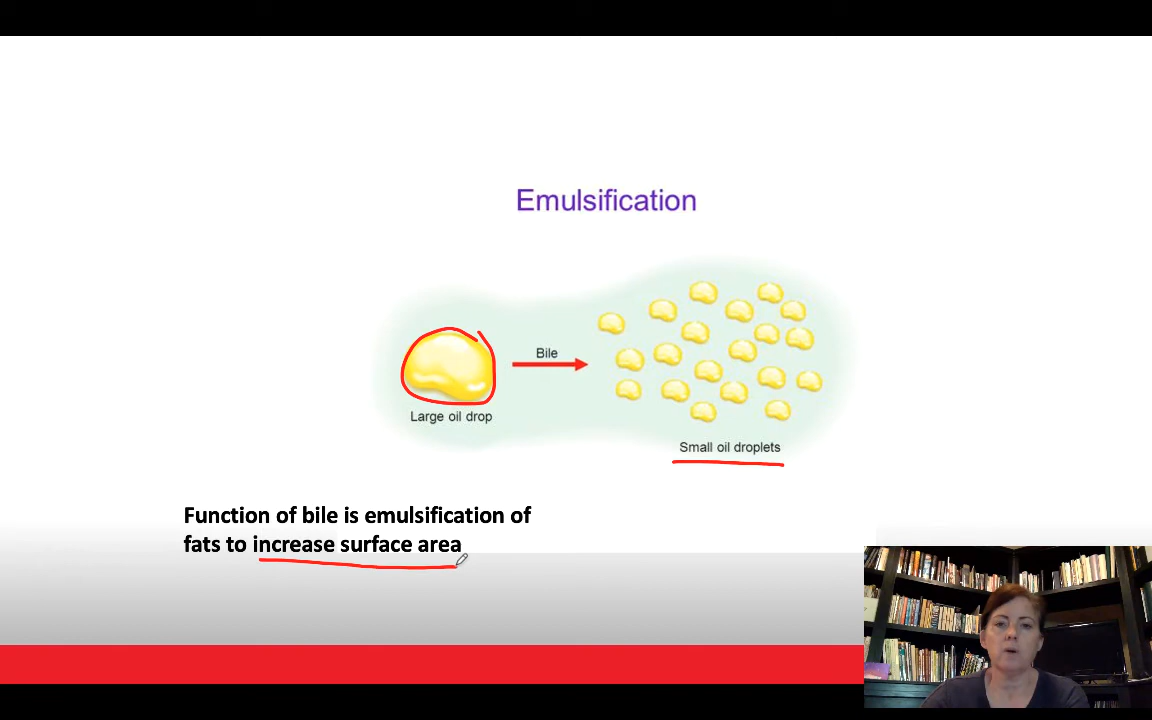 Emulsification
Bile
Large oil drop
Small oil droplets
Function of bile is emulsification of
fats to increase surface area